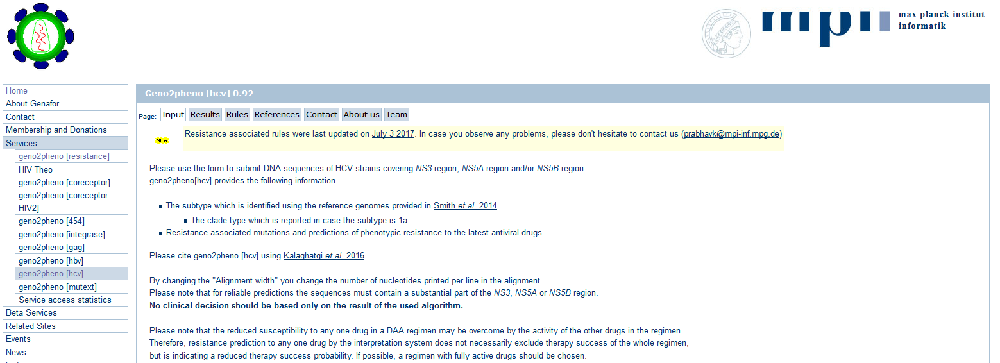 max planck institut
informatik
Home
About Genafor
Contact
Membership and Donations
Services
geno2pheno [resistance]
HIV Theo
geno2pheno [coreceptor]
geno2pheno [coreceptor
HIV2]
geno2pheno [454]
geno2pheno [integrase]
geno2pheno [gag]
geno2pheno [hbv]
geno2pheno [hcv]
geno2pheno [mutext]
Service access statistics
Beta Services
Related Sites
Events
News
Geno2pheno [hcv] 0.92
Page: Input Results Rules References Contact About us Team
NEW Resistance associated rules were last updated on July 3 2017. In case you observe any problems, please don't hesitate to contact us (prabhavk@mpi-inf.mpg.de)
Please use the form to submit DNA sequences of HCV strains covering NS3 region, NS5A region and/or NS5B region.
geno2pheno[hcv] provides the following information.
The subtype which is identified using the reference genomes provided in Smith et al. 2014.
The clade type which is reported in case the subtype is 1a.
Resistance associated mutations and predictions of phenotypic resistance to the latest antiviral drugs.
Please cite geno2pheno [hcv] using Kalaghatgi et al. 2016.
By changing the "Alignment width" you change the number of nucleotides printed per line in the alignment.
Please note that for reliable predictions the sequences must contain a substantial part of the NS3, NS5A or NS5B region.
No clinical decision should be based only on the result of the used algorithm.
Please note that the reduced susceptibility to any one drug in a DAA regimen may be overcome by the activity of the other drugs in the regimen.
Therefore, resistance prediction to any one drug by the interpretation system does not necessarily exclude therapy success of the whole regimen,
but is indicating a reduced therapy success probability. If possible, a regimen with fully active drugs should be chosen.